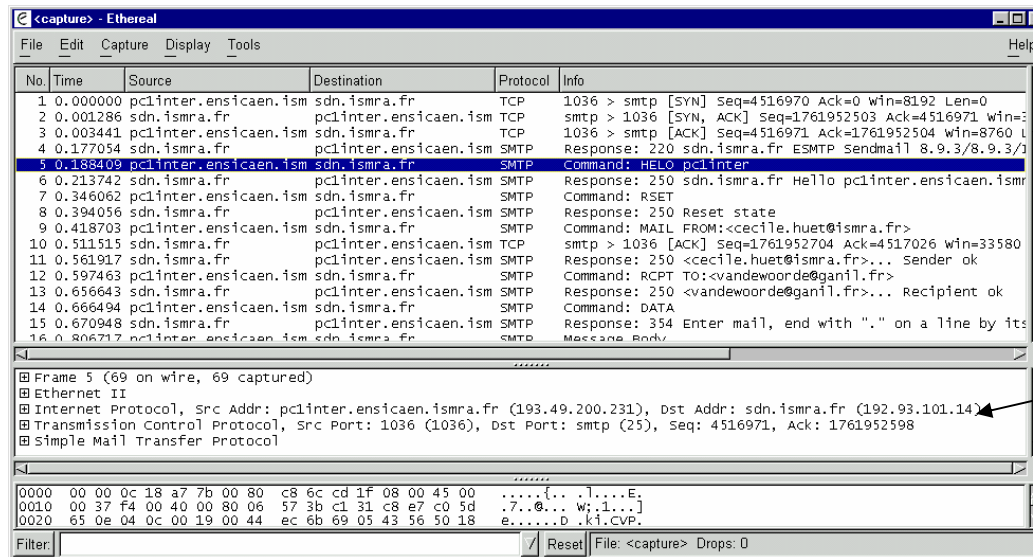 <capture> - Ethereal
File Edit Capture Display Tools Help
No. Time Source Destination Protocol Info
1 0.000000 pc1inter.ensicaen.ism sdn.ismra.fr TCP 1036 > smtp [SYN] Seq=4516970 Ack=0 Win=8192 Len=0
2 0.001286 sdn.ismra.fr pc1inter.ensicaen.ism TCP smtp > 1036 [SYN, ACK] Seq=1761952503 Ack=4516971 Win=3
3 0.003441 pc1inter.ensicaen.ism sdn.ismra.fr TCP 1036 > smtp [ACK] Seq=4516971 Ack=1761952504 Win=8760 L
4 0.177054 sdn.ismra.fr pc1inter.ensicaen.ism SMTP Response: 220 sdn.ismra.fr ESMTP Sendmail 8.9.3/8.9.3/1
5 0.188409 pc1inter.ensicaen.ism sdn.ismra.fr SMTP Command: HELO pc1inter
6 0.213742 sdn.ismra.fr pc1inter.ensicaen.ism SMTP Response: 250 sdn.ismra.fr Hello pc1inter.ensicaen.ismr
7 0.346062 pc1inter.ensicaen.ism sdn.ismra.fr SMTP Command: RSET
8 0.394056 sdn.ismra.fr pc1inter.ensicaen.ism SMTP Response: 250 Reset state
9 0.418703 pc1inter.ensicaen.ism sdn.ismra.fr SMTP Command: MAIL FROM:<cecile.huet@ismra.fr>
10 0.511515 sdn.ismra.fr pc1inter.ensicaen.ism TCP smtp > 1036 [ACK] Seq=1761952704 Ack=4517026 Win=33580
11 0.561917 sdn.ismra.fr pc1inter.ensicaen.ism SMTP Response: 250 <cecile.huet@ismra.fr>... Sender ok
12 0.597463 pc1inter.ensicaen.ism sdn.ismra.fr SMTP Command: RCPT TO:<vandewoorde@ganil.fr>
13 0.656643 sdn.ismra.fr pc1inter.ensicaen.ism SMTP Response: 250 <vandewoorde@ganil.fr>... Recipient ok
14 0.666494 pc1inter.ensicaen.ism sdn.ismra.fr SMTP Command: DATA
15 0.670948 sdn.ismra.fr pc1inter.ensicaen.ism SMTP Response: 354 Enter mail, end with "." on a line by its
16 0.806717 pc1inter.ensicaen.ism sdn.ismra.fr SMTP Message Body
Frame 5 (69 on wire, 69 captured)
Ethernet II
Internet Protocol, Src Addr: pc1inter.ensicaen.ismra.fr (193.49.200.231), Dst Addr: sdn.ismra.fr (192.93.101.14)
Transmission Control Protocol, Src Port: 1036 (1036), Dst Port: smtp (25), Seq: 4516971, Ack: 1761952598
Simple Mail Transfer Protocol
0000 00 00 0c 18 a7 7b 00 80 c8 6c cd 1f 08 00 45 00 .....{.. .l....E.
0010 00 37 f4 00 40 00 80 06 57 3b c1 31 c8 e7 c0 5d .7..@... W;.1...]
0020 65 0e 04 0c 00 19 00 44 ec 6b 69 05 43 56 50 18 e......D .ki.CVP.
Filter: Reset File: <capture> Drops: 0